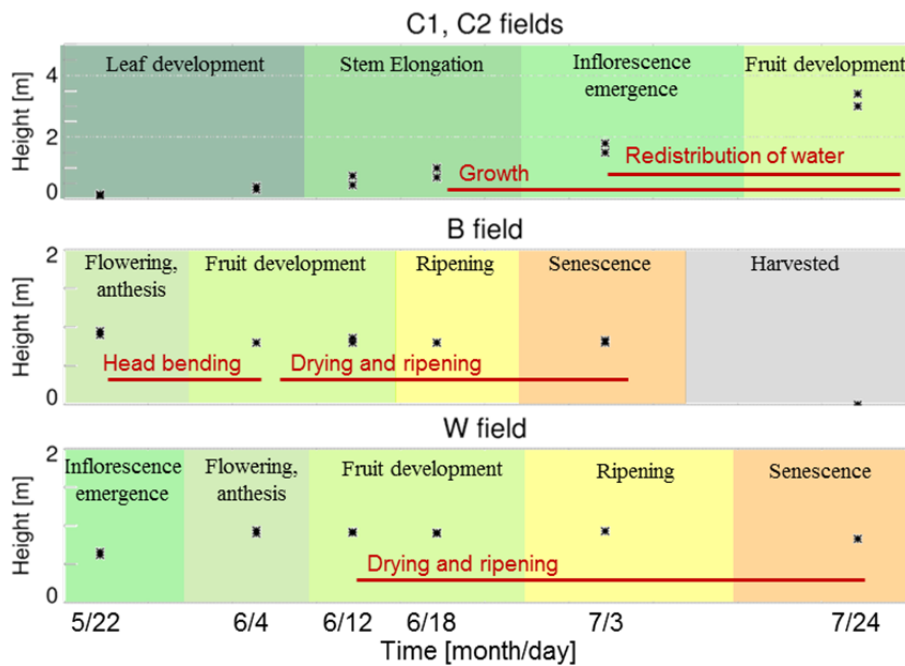 C1, C2 fields
Height [m]
4
2
0
Leaf development
Stem Elongation
Inflorescence
emergence
Fruit development
Redistribution of water
Growth
B field
Height [m]
2
0
Flowering,
anthesis
Fruit development
Ripening
Senescence
Harvested
Head bending
Drying and ripening
W field
Height [m]
2
0
Inflorescence
emergence
Flowering,
anthesis
Fruit development
Ripening
Senescence
Drying and ripening
5/22 6/4 6/12 6/18 7/3 7/24
Time [month/day]